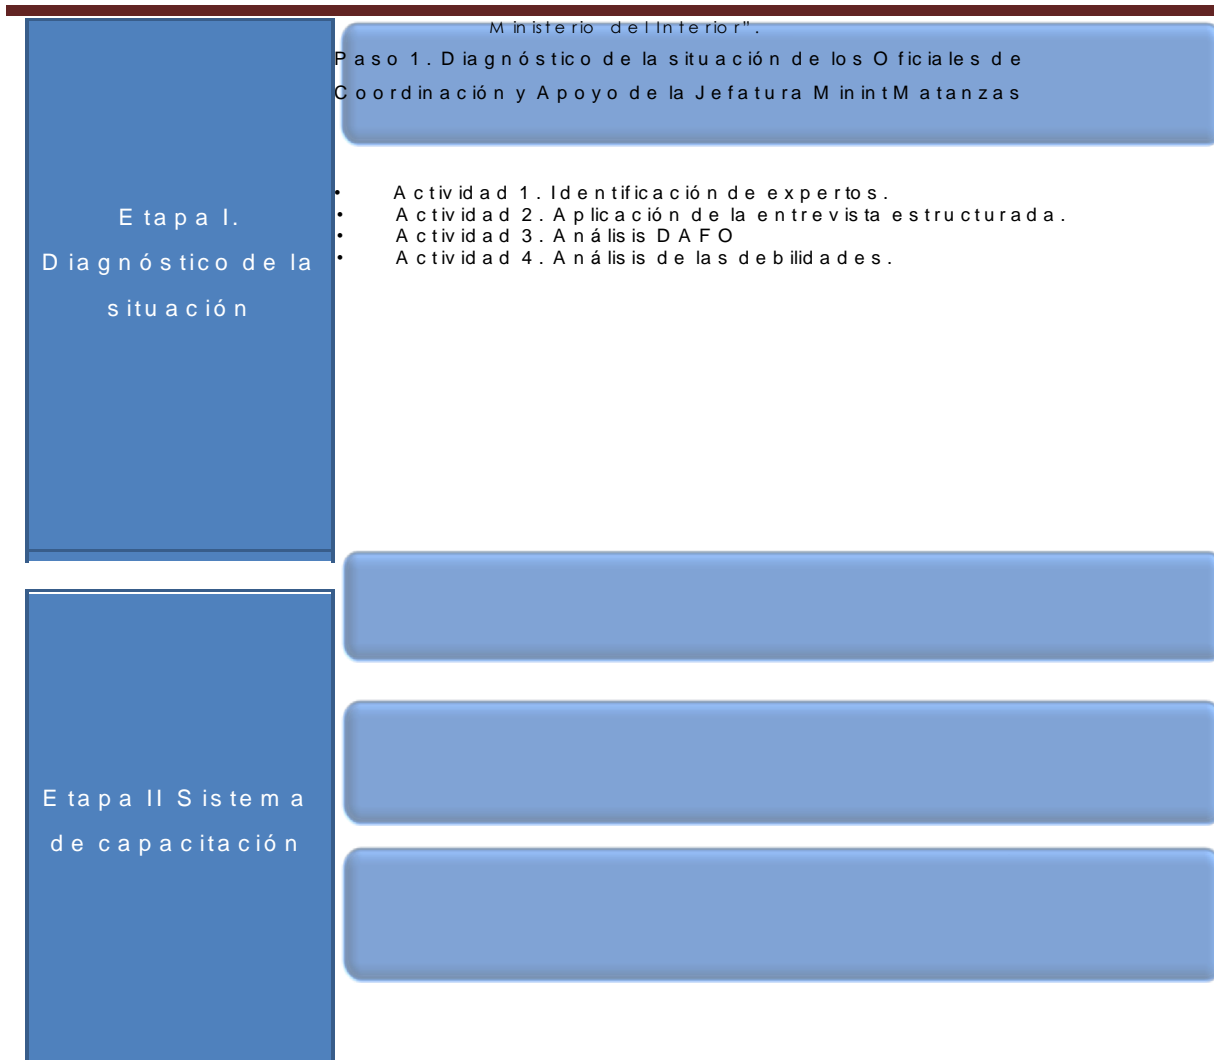 Ministerio del Interior".
Paso 1. Diagnóstico de la situación de los Oficiales de
Coordinación y Apoyo de la Jefatura Minint Matanzas
• Actividad 1. Identificación de expertos.
• Actividad 2. Aplicación de la entrevista estructurada.
• Actividad 3. Análisis DAFO
• Actividad 4. Análisis de las debilidades.
Etapa I.
Diagnóstico de la
situación
Etapa II Sistema
de capacitación